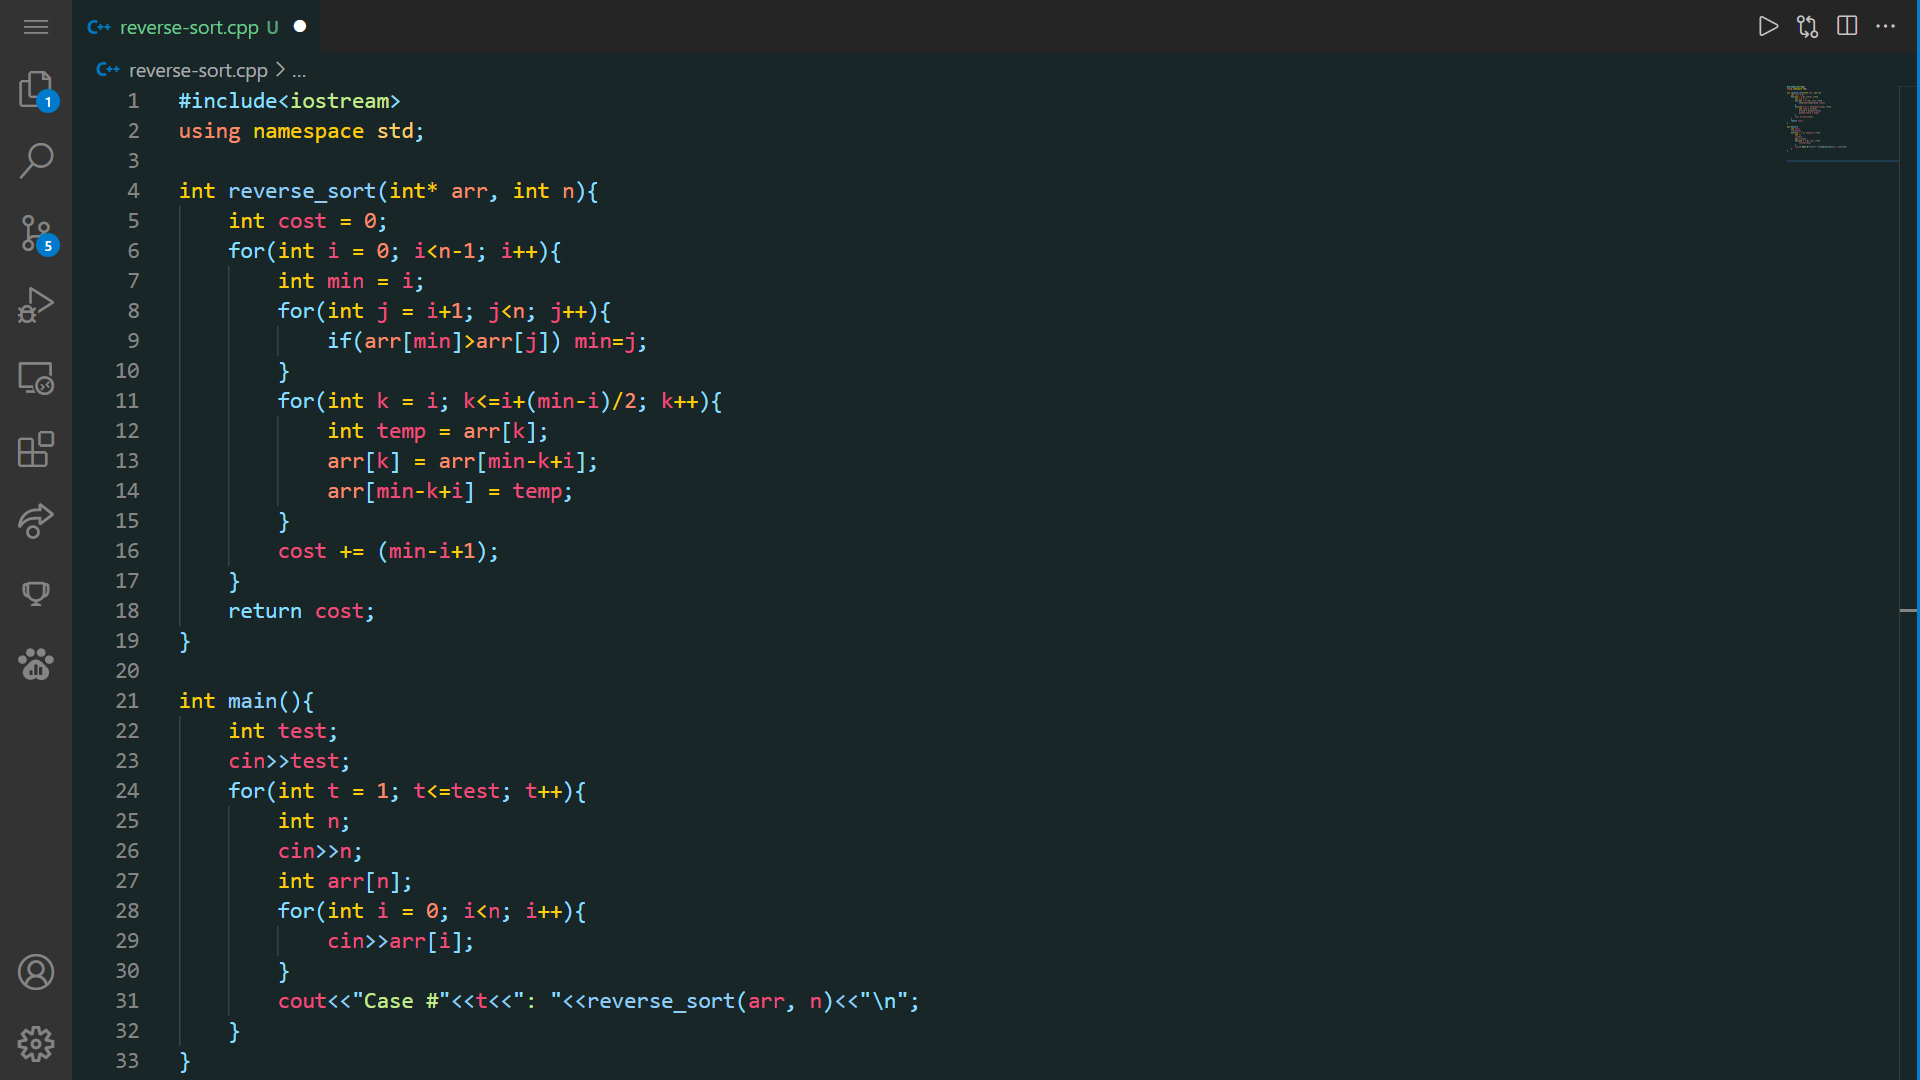 C++ reverse-sort.cpp U
C++ reverse-sort.cpp > ...
1
5
1 #include<iostream>
2 using namespace std;
3
4 int reverse_sort(int* arr, int n){
5     int cost = 0;
6     for(int i = 0; i<n-1; i++){
7         int min = i;
8         for(int j = i+1; j<n; j++){
9             if(arr[min]>arr[j]) min=j;
10         }
11         for(int k = i; k<=i+(min-i)/2; k++){
12             int temp = arr[k];
13             arr[k] = arr[min-k+i];
14             arr[min-k+i] = temp;
15         }
16         cost += (min-i+1);
17     }
18     return cost;
19 }
20
21 int main(){
22     int test;
23     cin>>test;
24     for(int t = 1; t<=test; t++){
25         int n;
26         cin>>n;
27         int arr[n];
28         for(int i = 0; i<n; i++){
29             cin>>arr[i];
30         }
31         cout<<"Case #"<<t<<": "<<reverse_sort(arr, n)<<"\n";
32     }
33 }